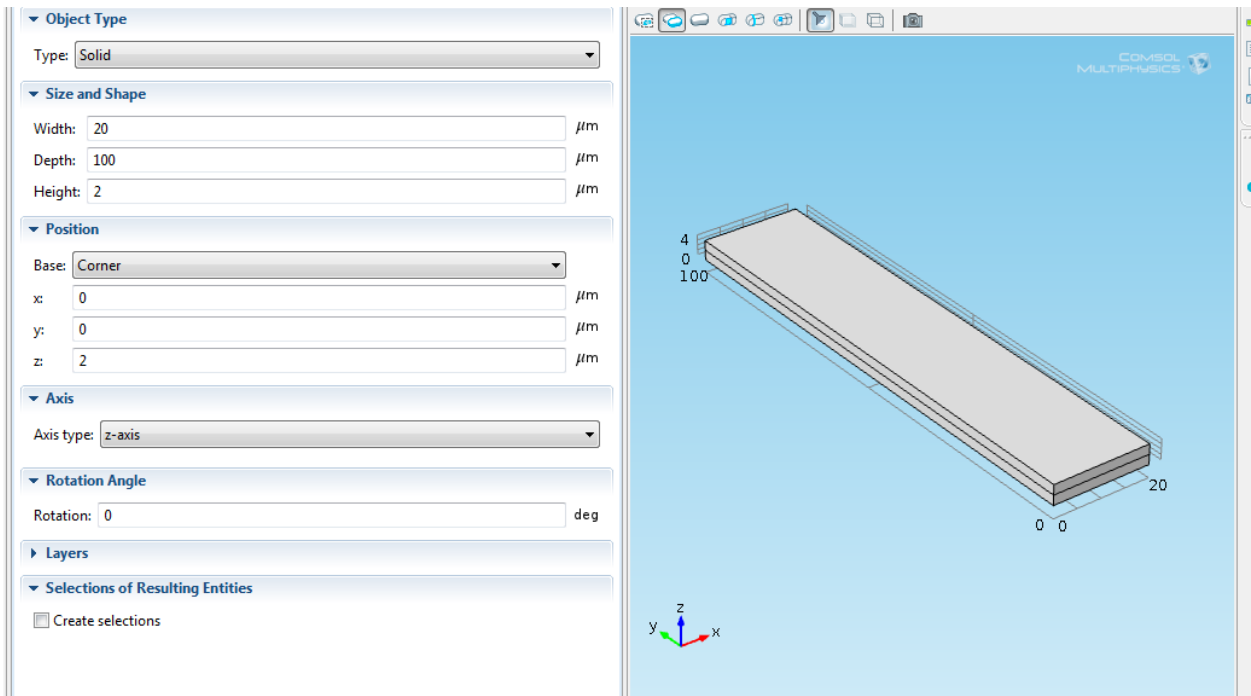 Object Type
Type: Solid
Size and Shape
Width: 20 μm
Depth: 100 μm
Height: 2 μm
Position
Base: Corner
x: 0 μm
y: 0 μm
z: 2 μm
Axis
Axis type: z-axis
Rotation Angle
Rotation: 0 deg
Layers
Selections of Resulting Entities
Create selections
COMSOL
MULTIPHYSICS
4
0
100
20
0 0
z
y x